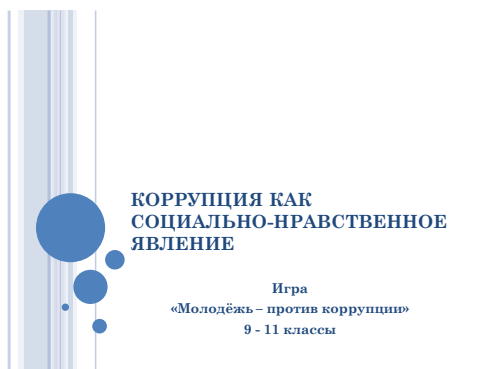 КОРРУПЦИЯ КАК
СОЦИАЛЬНО-НРАВСТВЕННОЕ
ЯВЛЕНИЕ
Игра
«Молодёжь – против коррупции»
9 - 11 классы